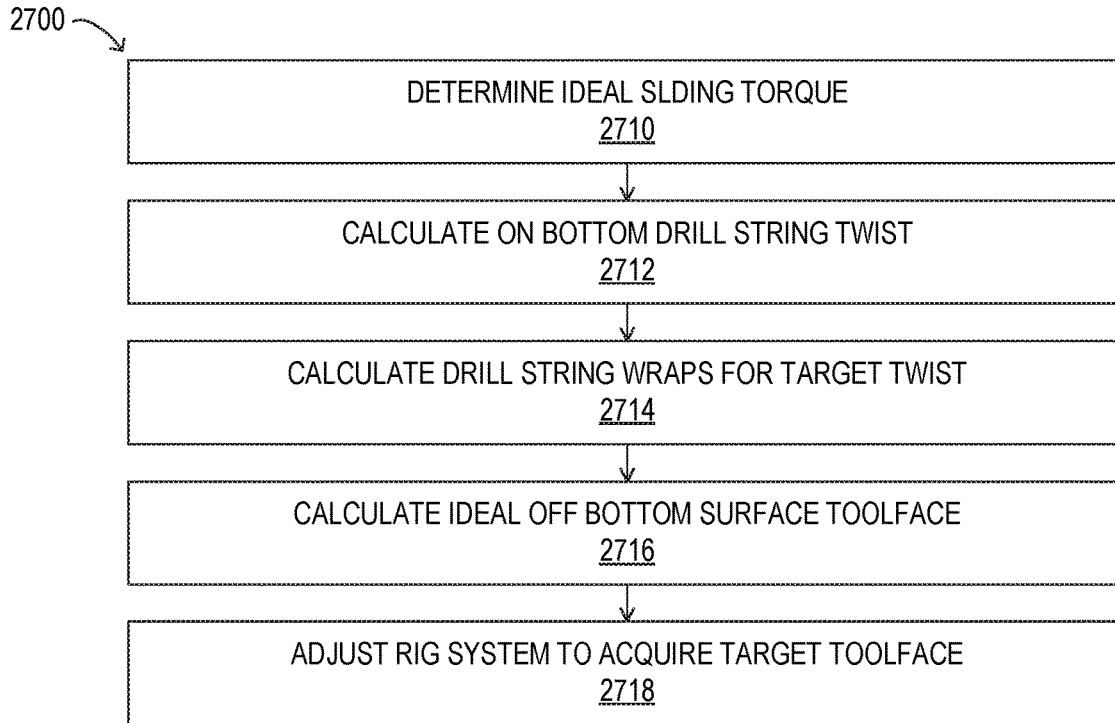 2700
DETERMINE IDEAL SLDING TORQUE
2710
CALCULATE ON BOTTOM DRILL STRING TWIST
2712
CALCULATE DRILL STRING WRAPS FOR TARGET TWIST
2714
CALCULATE IDEAL OFF BOTTOM SURFACE TOOLFACE
2716
ADJUST RIG SYSTEM TO ACQUIRE TARGET TOOLFACE
2718